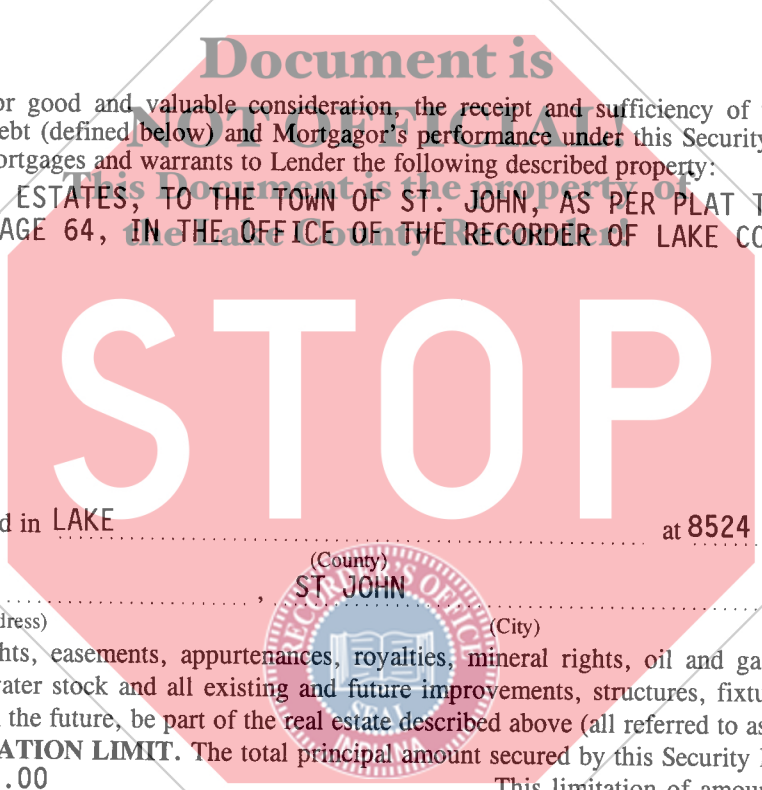 Document is
NOT OFFICIAL!
or good and valuable consideration, the receipt and sufficiency of
ebt (defined below) and Mortgagor's performance under this Security
ortgages and warrants to Lender the following described property:
This Document is the property of
ESTATES, TO THE TOWN OF ST. JOHN, AS PER PLAT T
AGE 64, IN THE OFFICE OF THE RECORDER OF LAKE CO
the Lake County Recorder!
STOP
d in LAKE at 8524
(County)
, ST JOHN
dress) (City)
RECORDER'S OFFICE
SEAL
INDIANA
hts, easements, appurtenances, royalties, mineral rights, oil and ga
vater stock and all existing and future improvements, structures, fixtu
the future, be part of the real estate described above (all referred to as
ATION LIMIT. The total principal amount secured by this Security
.00 This limitation of amou